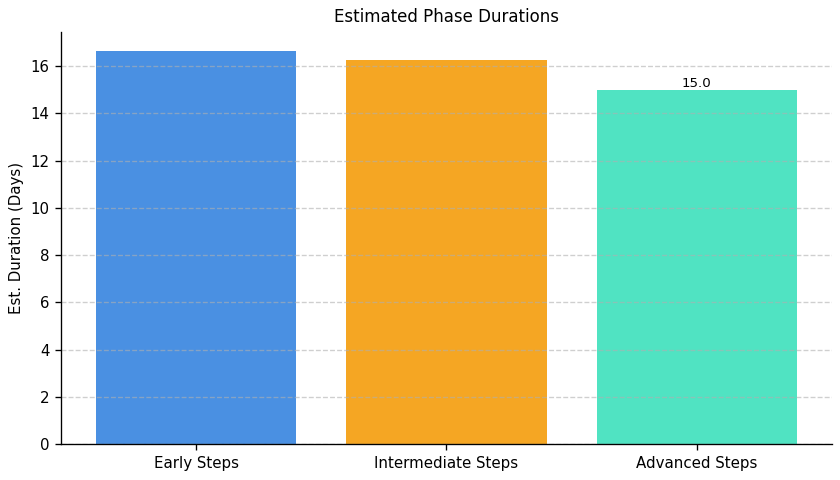 Estimated Phase Durations
Est. Duration (Days)
16
14
12
10
8
6
4
2
0
15.0
Early Steps
Intermediate Steps
Advanced Steps